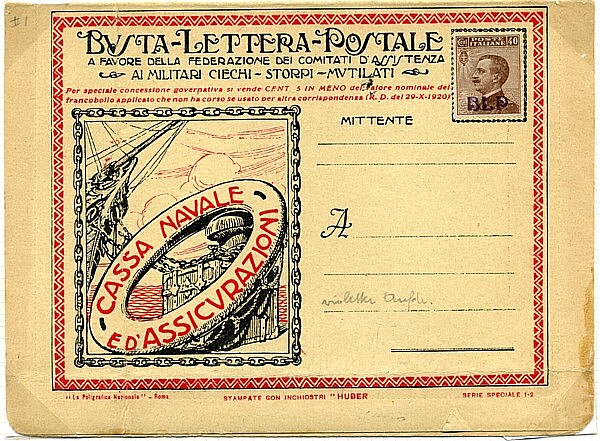 #1
BVSTA-LETTERA-POSTALE
A FAVORE DELLA FEDERAZIONE DEI COMITATI D'ASSISTENZA
AI MILITARI CIECHI - STORPI - MVTILATI
Per speciale concessione governativa si vende CENT. 5 IN MENO del valore nominale del
francobollo applicato che non ha corso se usato per altra corrispondenza (R. D. del 29-X-1920)
POSTE ITALIANE 40
B.L.P
MITTENTE
CASSA NAVALE
E D'ASSICVRAZIONI
A
violetter
"La Poligrafica Nazionale" - Roma
STAMPATE CON INCHIOSTRI "HUBER
SERIE SPECIALE 1-2